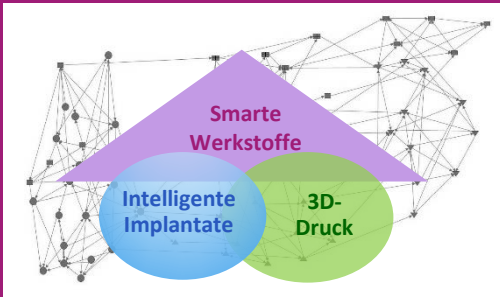 Smarte
Werkstoffe
Intelligente
Implantate
3D-
Druck